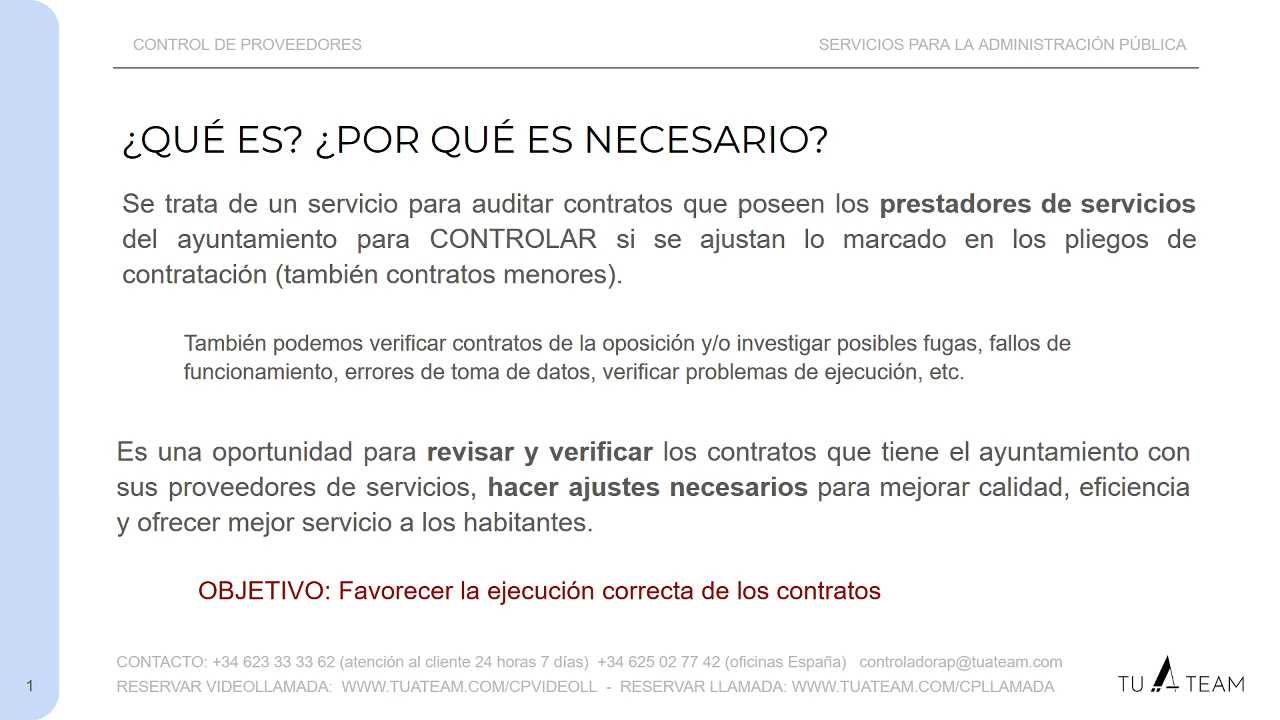 CONTROL DE PROVEEDORES
SERVICIOS PARA LA ADMINISTRACIÓN PÚBLICA
¿QUÉ ES? ¿POR QUÉ ES NECESARIO?
Se trata de un servicio para auditar contratos que poseen los prestadores de servicios
del ayuntamiento para CONTROLAR si se ajustan lo marcado en los pliegos de
contratación (también contratos menores).
También podemos verificar contratos de la oposición y/o investigar posibles fugas, fallos de
funcionamiento, errores de toma de datos, verificar problemas de ejecución, etc.
Es una oportunidad para revisar y verificar los contratos que tiene el ayuntamiento con
sus proveedores de servicios, hacer ajustes necesarios para mejorar calidad, eficiencia
y ofrecer mejor servicio a los habitantes.
OBJETIVO: Favorecer la ejecución correcta de los contratos
CONTACTO: +34 623 33 33 62 (atención al cliente 24 horas 7 días) +34 625 02 77 42 (oficinas España) controladorap@tuateam.com
RESERVAR VIDEOLLAMADA: WWW.TUATEAM.COM/CPVIDEOLL - RESERVAR LLAMADA: WWW.TUATEAM.COM/CPLLAMADA
1
TU A TEAM